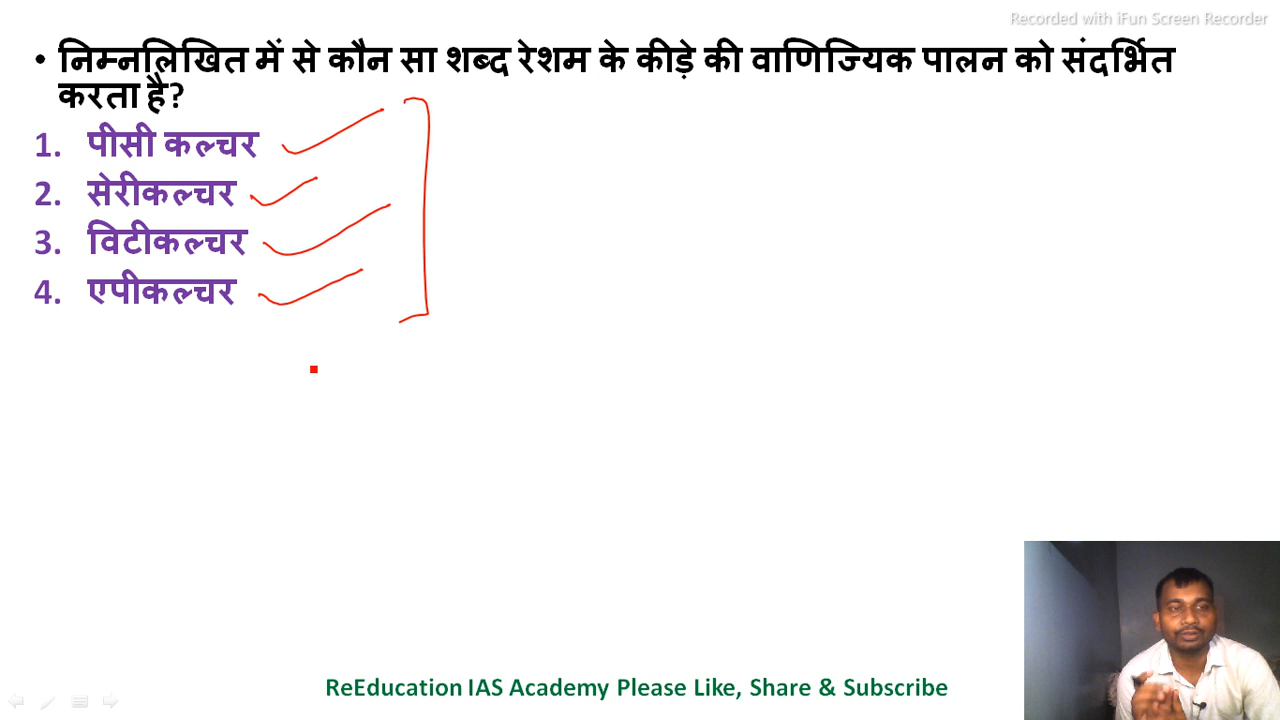 Recorded with iFun Screen Recorder
• निम्नलिखित में से कौन सा शब्द रेशम के कीड़े की वाणिज्यिक पालन को संदर्भित
करता है?
1. पीसी कल्चर
2. सेरीकल्चर
3. विटीकल्चर
4. एपीकल्चर
ReEducation IAS Academy Please Like, Share & Subscribe